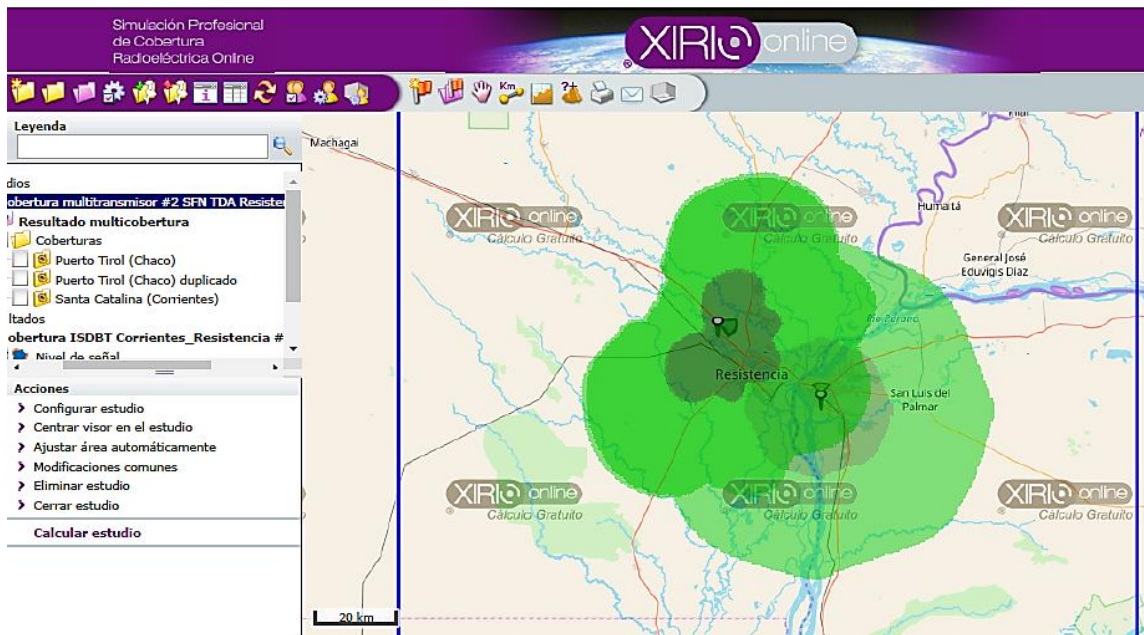 Simulación Profesional
de Cobertura
Radioeléctrica Online
XIRIO online
Km
Leyenda
dios
obertura multitransmisor #2 SFN TDA Resiste
Resultado multicobertura
Coberturas
Puerto Tirol (Chaco)
Puerto Tirol (Chaco) duplicado
Santa Catalina (Corrientes)
ltados
obertura ISDBT Corrientes_Resistencia #
Nivel de señal
Acciones
Configurar estudio
Centrar visor en el estudio
Ajustar área automáticamente
Modificaciones comunes
Eliminar estudio
Cerrar estudio
Calcular estudio
Machagai
Humaitá
XIRIO online
Cálculo Gratuito
XIRIO online
Cálculo Gratuito
XIRIO online
Cálculo Gratuito
General José
Eduvigis Diaz
Resistencia
San Luis del
Palmar
XIRIO online
Cálculo Gratuito
XIRIO online
Cálculo Gratuito
XIRIO online
Cálculo Gratuito
20 km